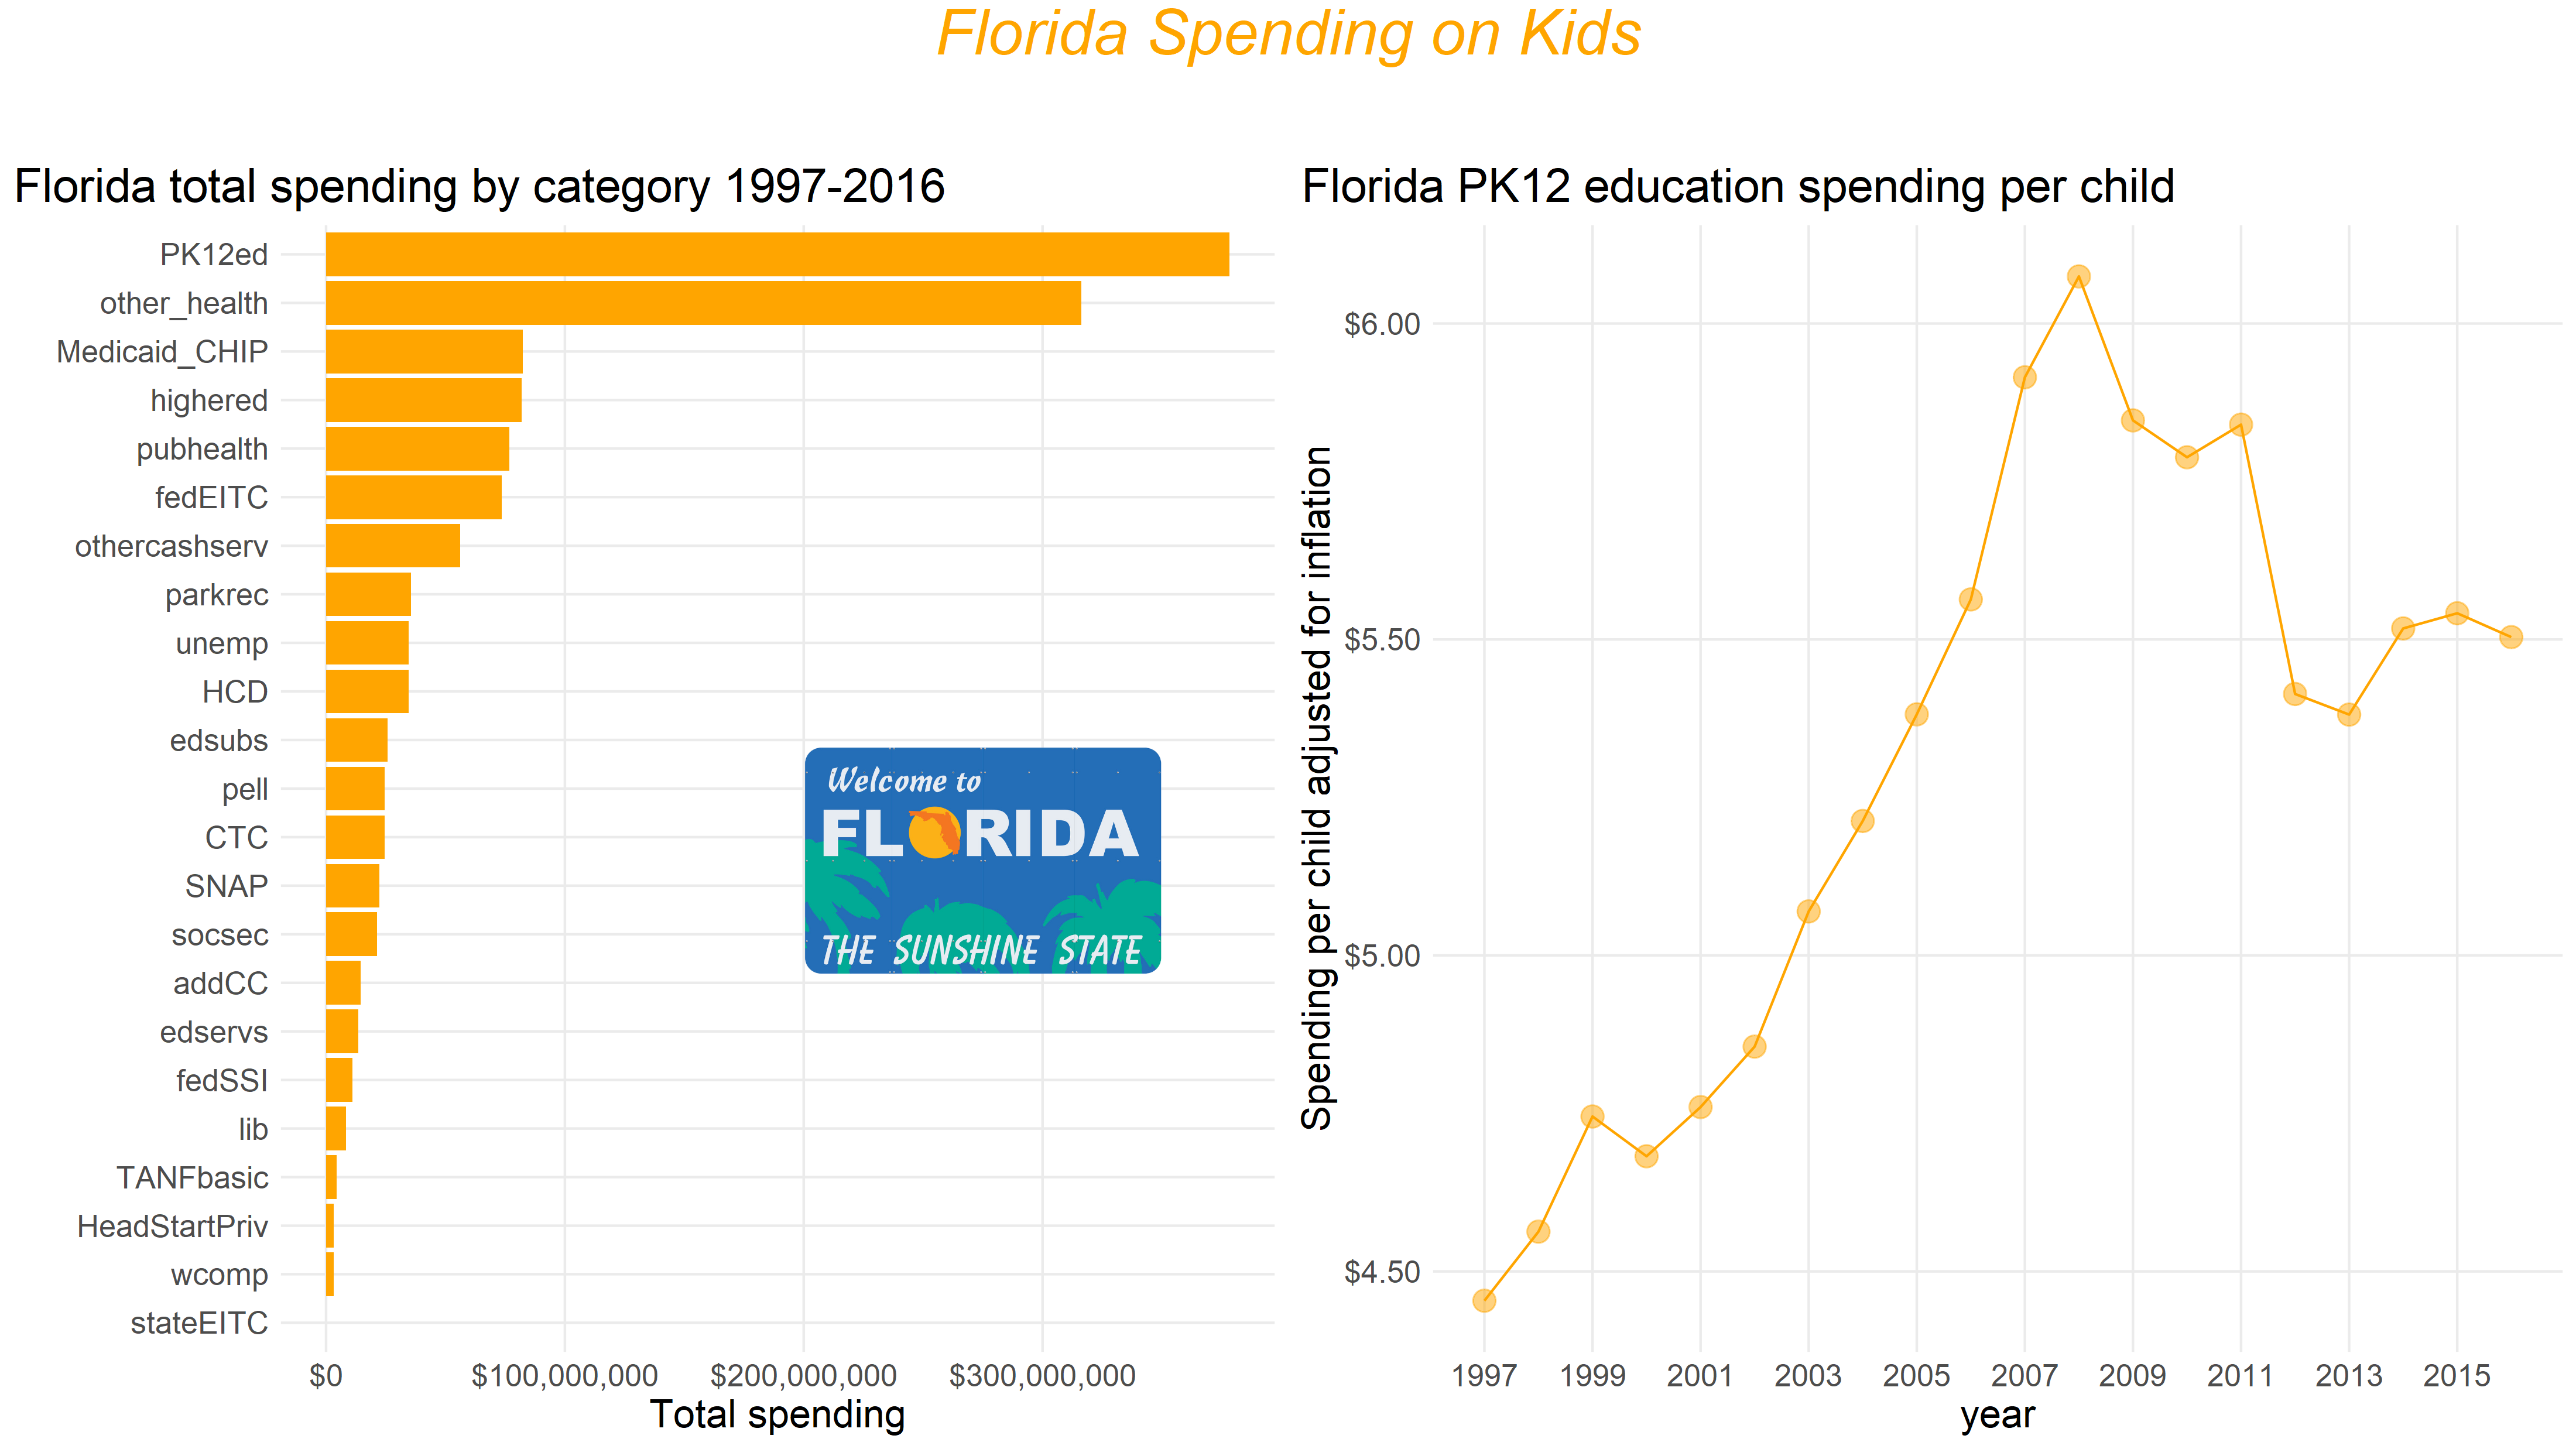 Florida Spending on Kids
Florida total spending by category 1997-2016
PK12ed
other_health
Medicaid_CHIP
highered
pubhealth
fedEITC
othercashserv
parkrec
unemp
HCD
edsubs
pell
CTC
SNAP
socsec
addCC
edservs
fedSSI
lib
TANFbasic
HeadStartPriv
wcomp
stateEITC
$0 $100,000,000 $200,000,000 $300,000,000
Total spending
Welcome to
FLORIDA
THE SUNSHINE STATE
Florida PK12 education spending per child
Spending per child adjusted for inflation
$6.00
$5.50
$5.00
$4.50
1997 1999 2001 2003 2005 2007 2009 2011 2013 2015
year